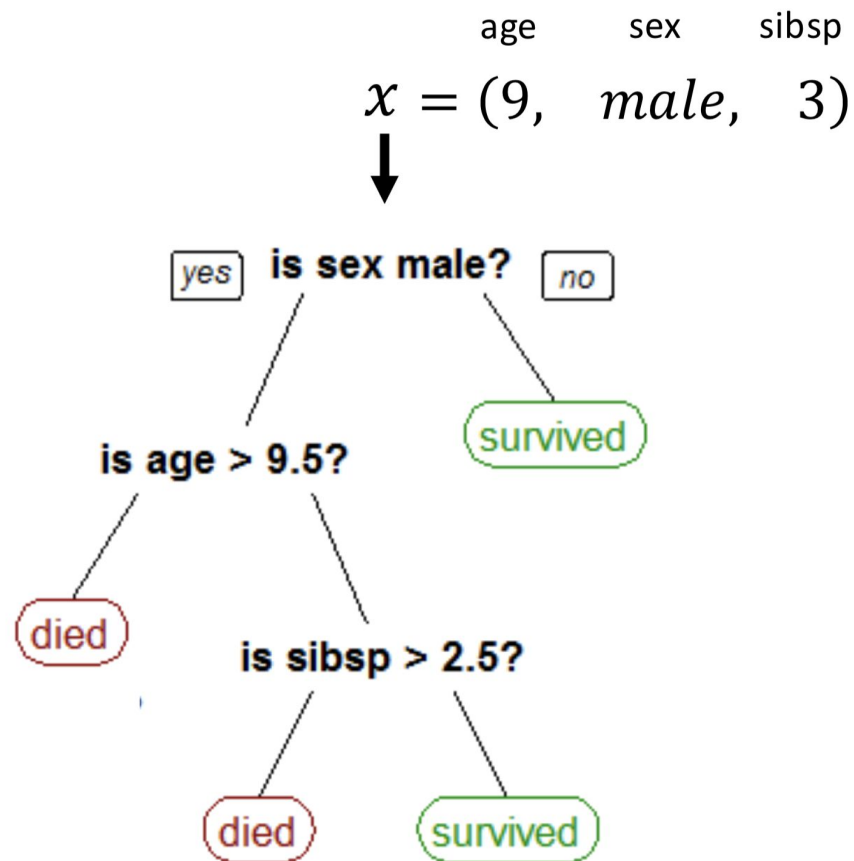 age sex sibsp
x = (9, male, 3)
yes is sex male? no
survived
is age > 9.5?
died
is sibsp > 2.5?
died survived